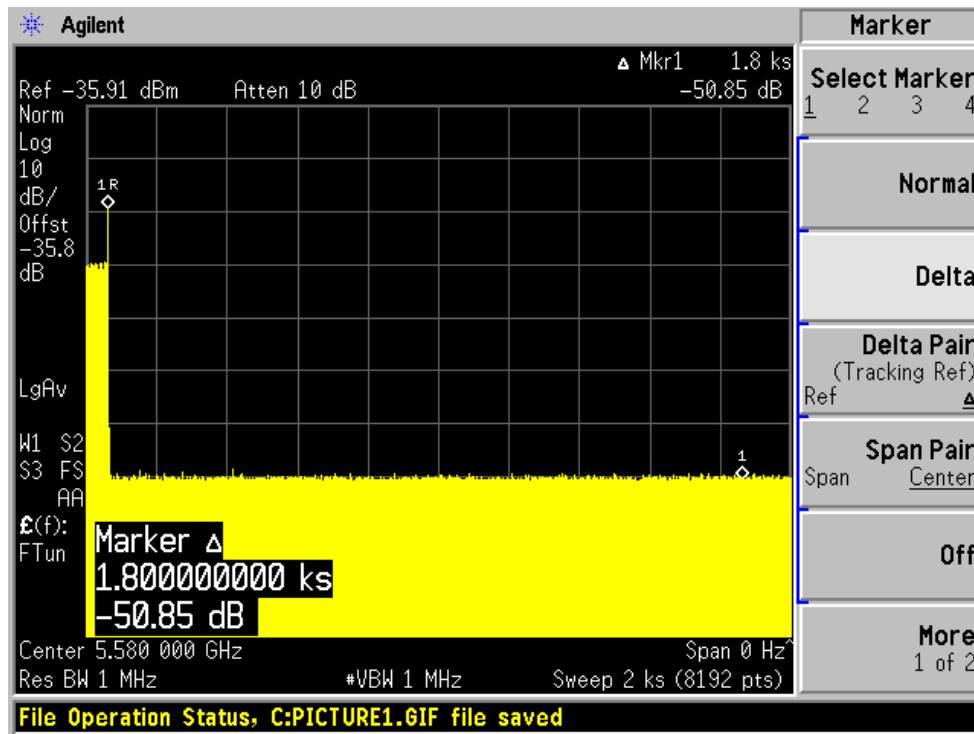 Agilent
Marker
Δ Mkr1 1.8 ks
Ref −35.91 dBm Atten 10 dB −50.85 dB
Norm
Log
10
dB/
Offst
−35.8
dB
1R
LgAv
W1 S2
S3 FS
AA
£(f):
FTun
1
Marker Δ
1.800000000 ks
−50.85 dB
Center 5.580 000 GHz Span 0 Hz^
Res BW 1 MHz #VBW 1 MHz Sweep 2 ks (8192 pts)
File Operation Status, C:PICTURE1.GIF file saved
Select Marker
1 2 3 4
Normal
Delta
Delta Pair
(Tracking Ref)
Ref Δ
Span Pair
Span Center
Off
More
1 of 2